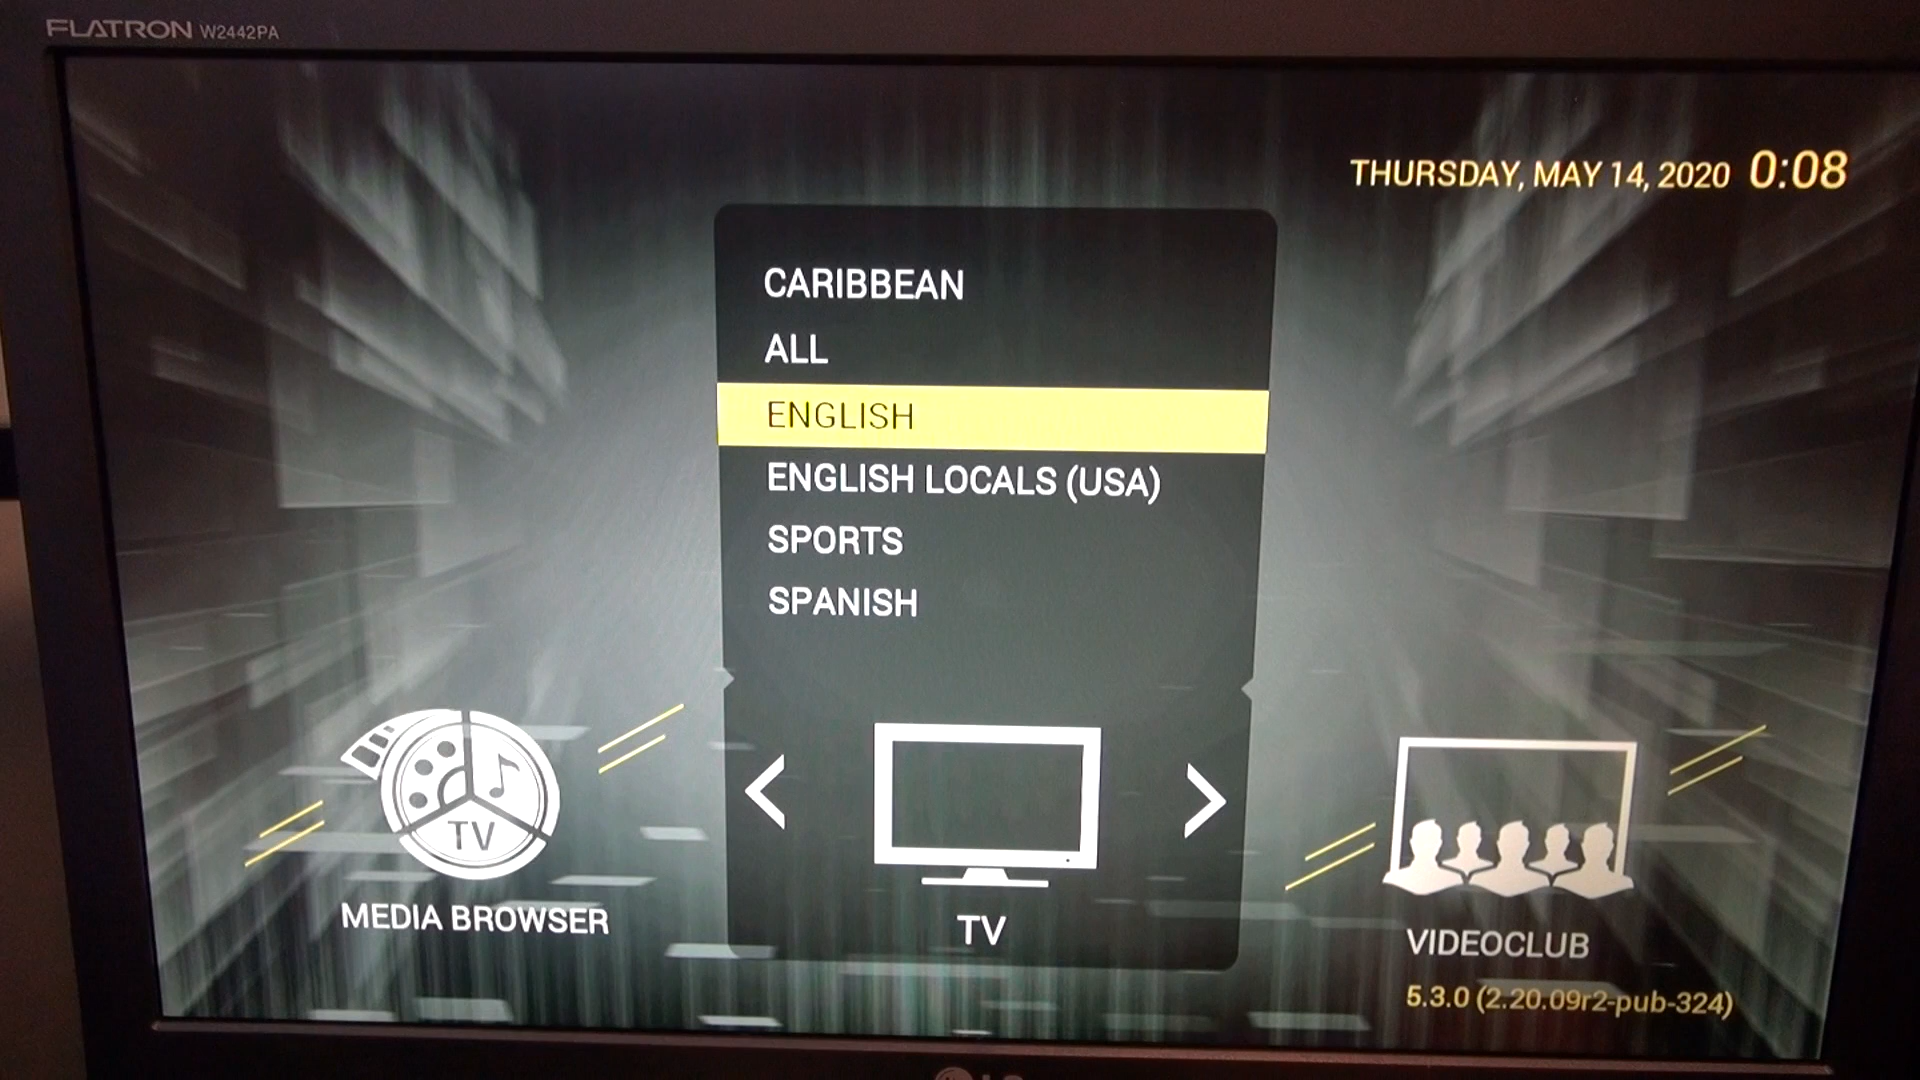 FLATRON W2442PA
THURSDAY, MAY 14, 2020 0:08
CARIBBEAN
ALL
ENGLISH
ENGLISH LOCALS (USA)
SPORTS
SPANISH
TV
MEDIA BROWSER
TV
VIDEOCLUB
5.3.0 (2.20.09r2-pub-324)